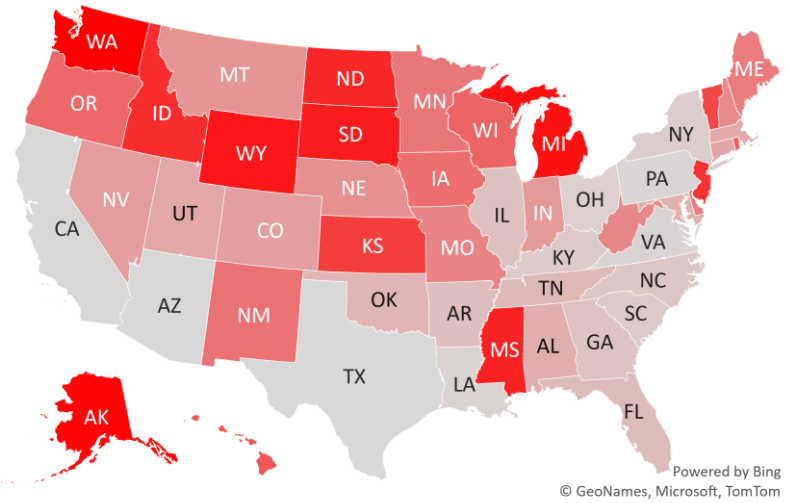 WA
MT
ND
MN
ME
OR
ID
SD
WI
MI
NY
WY
IA
PA
NV
UT
NE
IL
IN
OH
CA
CO
KS
MO
KY
VA
AZ
NM
OK
AR
TN
NC
SC
MS
AL
GA
TX
LA
FL
AK
Powered by Bing
© GeoNames, Microsoft, TomTom